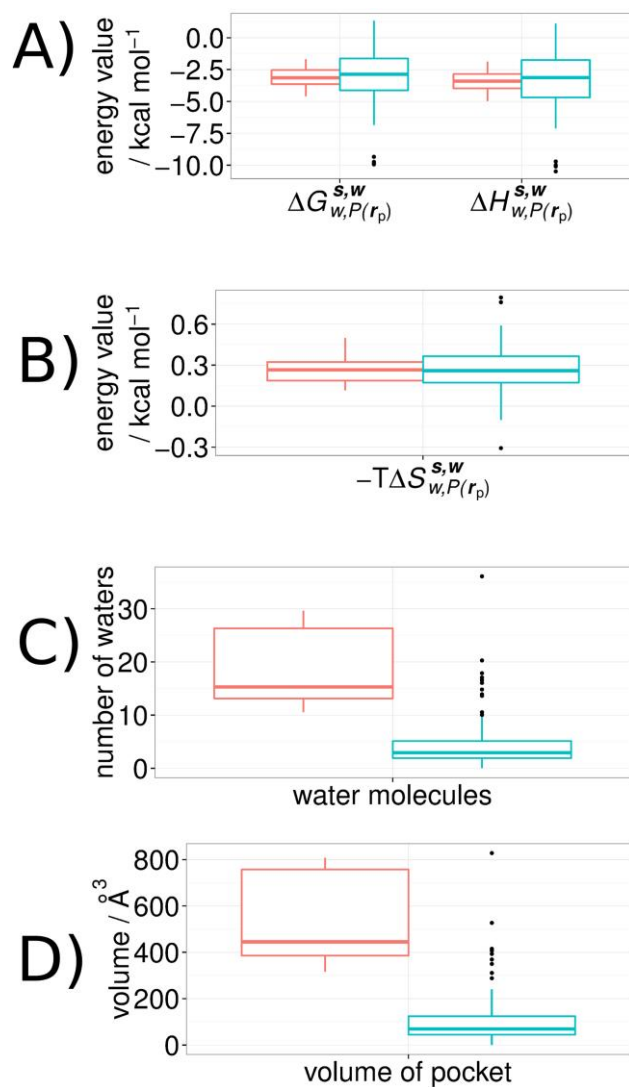 A)
energy value
/ kcal mol⁻¹
0.0
−2.5
−5.0
−7.5
−10.0
ΔG^{s,w}_{w,P(r_p)} ΔH^{s,w}_{w,P(r_p)}
B)
energy value
/ kcal mol⁻¹
0.6
0.3
0.0
−0.3
−TΔS^{s,w}_{w,P(r_p)}
C)
number of waters
30
20
10
0
water molecules
D)
volume / Å³
800
600
400
200
0
volume of pocket